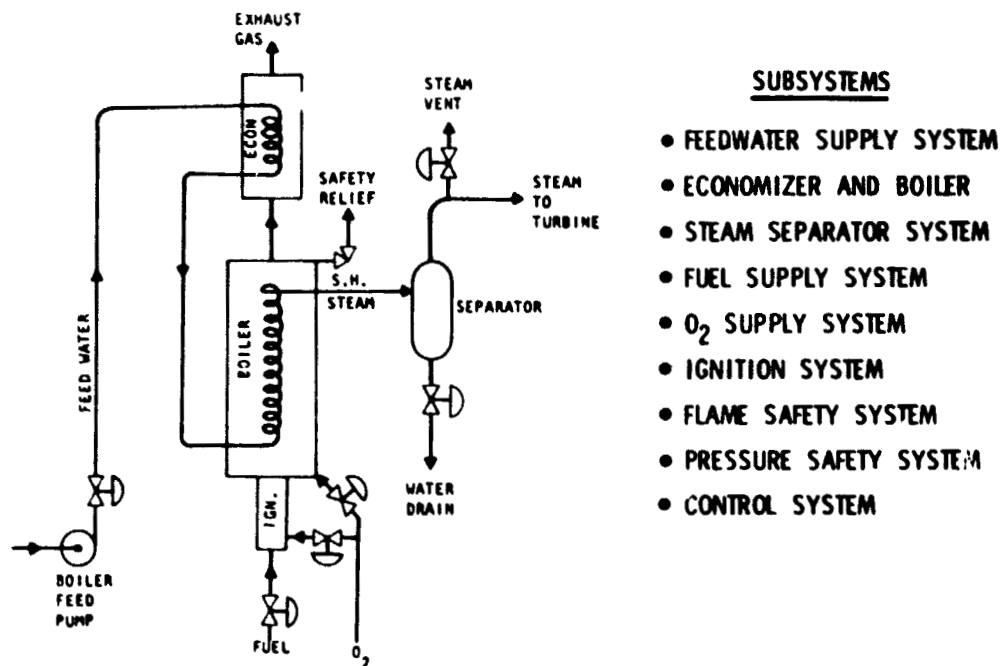 EXHAUST
GAS
ECON
STEAM
VENT
SAFETY
RELIEF
STEAM
TO
TURBINE
S.H.
STEAM
SEPARATOR
BOILER
FEED WATER
WATER
DRAIN
IGN.
BOILER
FEED
PUMP
FUEL
O₂
SUBSYSTEMS
• FEEDWATER SUPPLY SYSTEM
• ECONOMIZER AND BOILER
• STEAM SEPARATOR SYSTEM
• FUEL SUPPLY SYSTEM
• O₂ SUPPLY SYSTEM
• IGNITION SYSTEM
• FLAME SAFETY SYSTEM
• PRESSURE SAFETY SYSTEM
• CONTROL SYSTEM